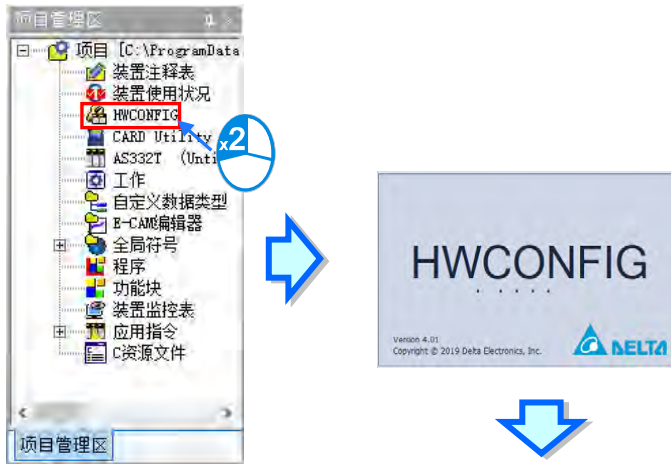 项目管理区
项目 [C:\ProgramData
装置注释表
装置使用状况
HWCONFIG
CARD Utility
x2
AS332T (Unti
工作
自定义数据类型
E-CAM编辑器
全局符号
程序
功能块
装置监控表
应用指令
C资源文件
项目管理区
HWCONFIG
Version 4.01
Copyright © 2019 Delta Electronics, Inc.
DELTA